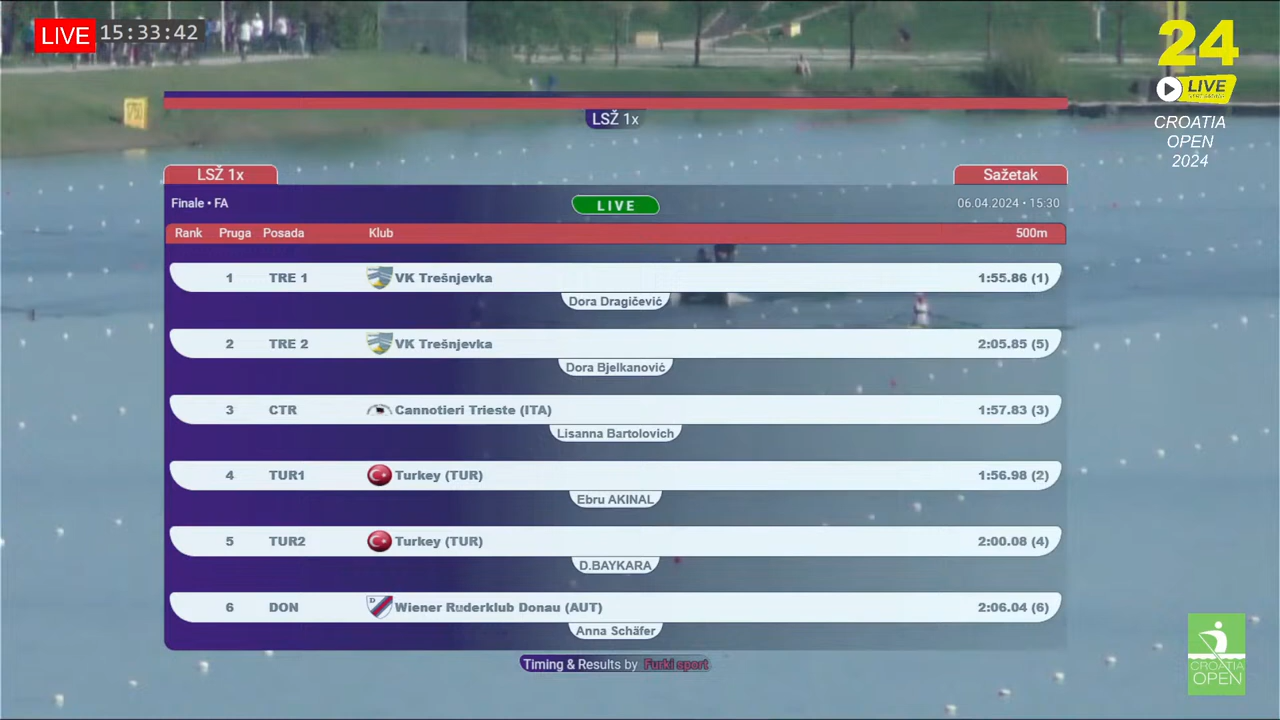 LIVE 15:33:42
24
LIVE
CROATIA
OPEN
2024
LSŽ 1x
LSŽ 1x Sažetak
Finale • FA LIVE 06.04.2024 • 15:30
Rank Pruga Posada Klub 500m
1 TRE 1 VK Trešnjevka 1:55.86 (1)
Dora Dragičević
2 TRE 2 VK Trešnjevka 2:05.85 (5)
Dora Bjelkanović
3 CTR Cannotieri Trieste (ITA) 1:57.83 (3)
Lisanna Bartolovich
4 TUR1 Turkey (TUR) 1:56.98 (2)
Ebru AKINAL
5 TUR2 Turkey (TUR) 2:00.08 (4)
D.BAYKARA
6 DON Wiener Ruderklub Donau (AUT) 2:06.04 (6)
Anna Schäfer
Timing & Results by Furki sport
CROATIA
OPEN